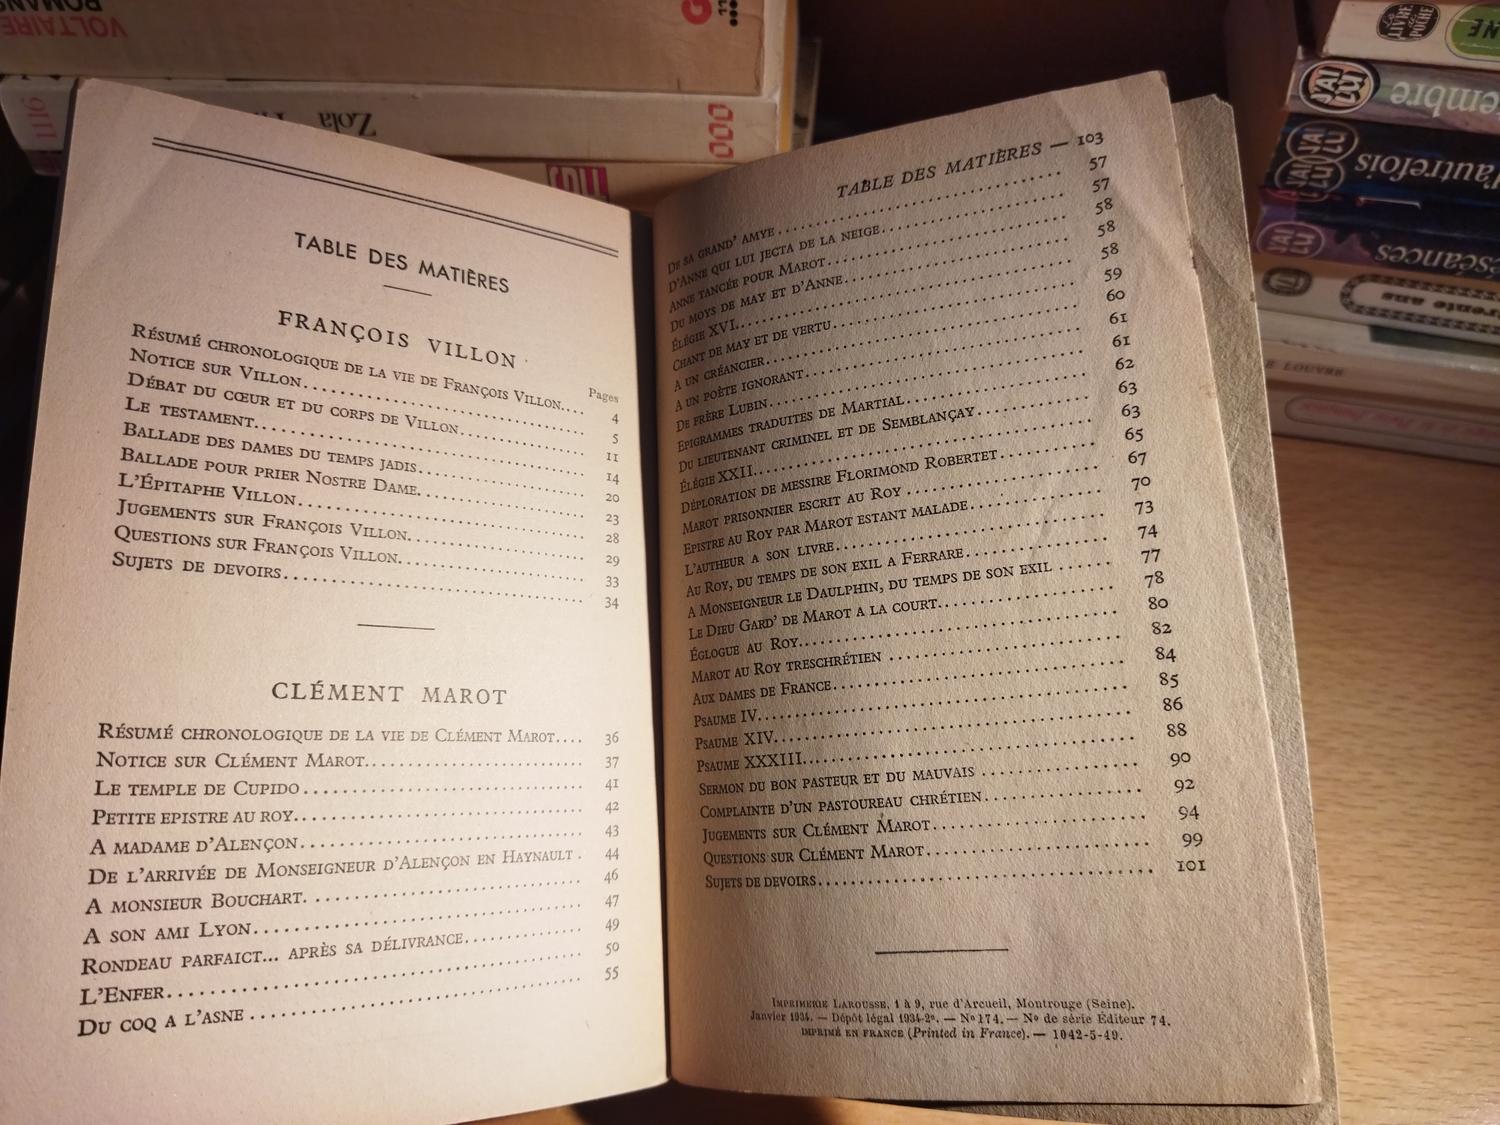 VOLTAIRE
ROMANS
1116
Zola
000
FOLIO
TABLE DES MATIÈRES
FRANÇOIS VILLON
Pages
RÉSUMÉ CHRONOLOGIQUE DE LA VIE DE FRANÇOIS VILLON.... 4
NOTICE SUR VILLON.... 5
DÉBAT DU CŒUR ET DU CORPS DE VILLON.... 11
LE TESTAMENT.... 14
BALLADE DES DAMES DU TEMPS JADIS.... 20
BALLADE POUR PRIER NOSTRE DAME.... 23
L'ÉPITAPHE VILLON.... 28
JUGEMENTS SUR FRANÇOIS VILLON.... 29
QUESTIONS SUR FRANÇOIS VILLON.... 33
SUJETS DE DEVOIRS.... 34
CLÉMENT MAROT
RÉSUMÉ CHRONOLOGIQUE DE LA VIE DE CLÉMENT MAROT.... 36
NOTICE SUR CLÉMENT MAROT.... 37
LE TEMPLE DE CUPIDO.... 41
PETITE EPISTRE AU ROY.... 42
A MADAME D'ALENÇON.... 43
DE L'ARRIVÉE DE MONSEIGNEUR D'ALENÇON EN HAYNAULT . 44
A MONSIEUR BOUCHART.... 46
A SON AMI LYON.... 47
RONDEAU PARFAICT... APRÈS SA DÉLIVRANCE.... 49
L'ENFER.... 50
DU COQ A L'ASNE.... 55
TABLE DES MATIÈRES — 103
DE SA GRAND' AMYE.... 57
D'ANNE QUI LUI JECTA DE LA NEIGE.... 57
ANNE TANCÉE POUR MAROT.... 58
DU MOYS DE MAY ET D'ANNE.... 58
ÉLÉGIE XVI.... 58
CHANT DE MAY ET DE VERTU.... 59
A UN CRÉANCIER.... 60
A UN POÈTE IGNORANT.... 61
DE FRÈRE LUBIN.... 61
EPIGRAMMES TRADUITES DE MARTIAL.... 62
DU LIEUTENANT CRIMINEL ET DE SEMBLANÇAY.... 63
ÉLÉGIE XXII.... 63
DÉPLORATION DE MESSIRE FLORIMOND ROBERTET.... 65
MAROT PRISONNIER ESCRIT AU ROY.... 67
EPISTRE AU ROY PAR MAROT ESTANT MALADE.... 70
L'AUTHEUR A SON LIVRE.... 73
AU ROY, DU TEMPS DE SON EXIL A FERRARE.... 74
A MONSEIGNEUR LE DAULPHIN, DU TEMPS DE SON EXIL.... 77
LE DIEU GARD' DE MAROT A LA COURT.... 78
ÉGLOGUE AU ROY.... 80
MAROT AU ROY TRESCHRÉTIEN.... 82
AUX DAMES DE FRANCE.... 84
PSAUME IV.... 85
PSAUME XIV.... 86
PSAUME XXXIII.... 88
SERMON DU BON PASTEUR ET DU MAUVAIS.... 90
COMPLAINTE D'UN PASTOUREAU CHRÉTIEN.... 92
JUGEMENTS SUR CLÉMENT MAROT.... 94
QUESTIONS SUR CLÉMENT MAROT.... 99
SUJETS DE DEVOIRS.... 101
IMPRIMERIE LAROUSSE, 1 à 9, rue d'Arcueil, Montrouge (Seine).
Janvier 1934. — Dépôt légal 1934-2e. — No 174. — No de série Éditeur 74.
IMPRIMÉ EN FRANCE (Printed in France). — 1042-5-49.
LE LIVRE DE POCHE
J'AI LU
J'AI LU
d'autrefois
J'AI LU
trente ans
LOUVRE